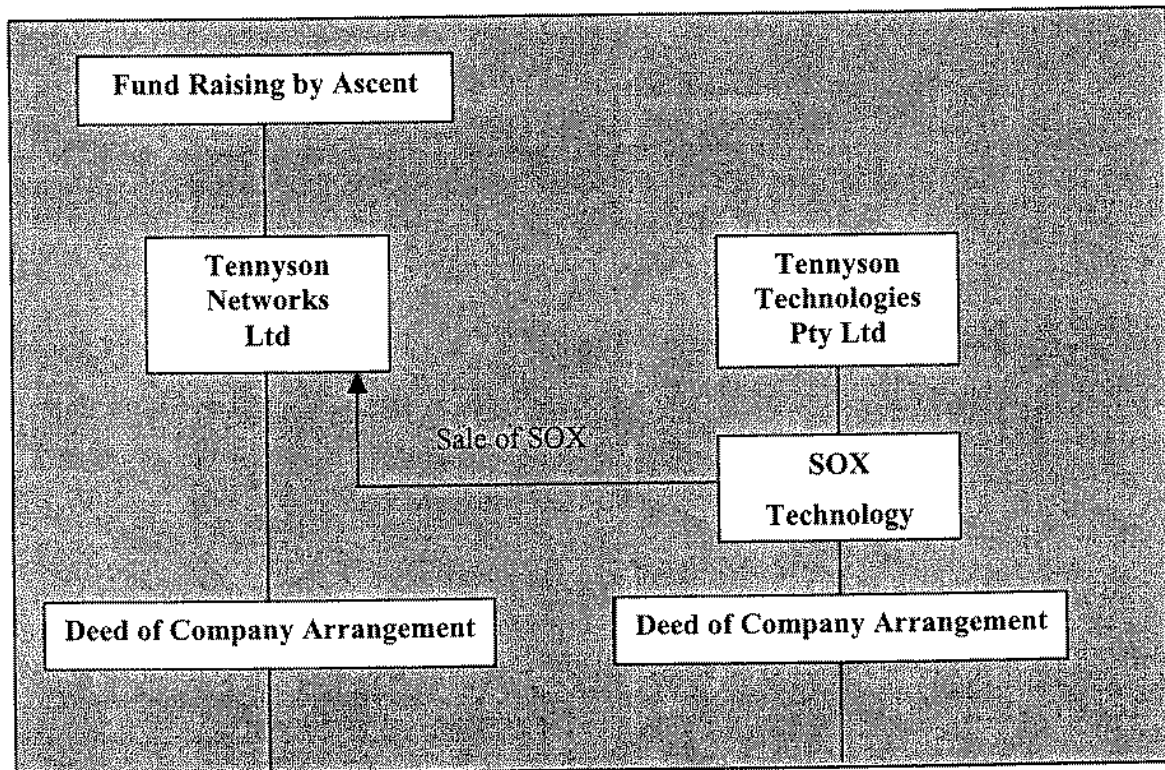 Fund Raising by Ascent
Tennyson
Networks
Ltd
Tennyson
Technologies
Pty Ltd
Sale of SOX
SOX
Technology
Deed of Company Arrangement
Deed of Company Arrangement